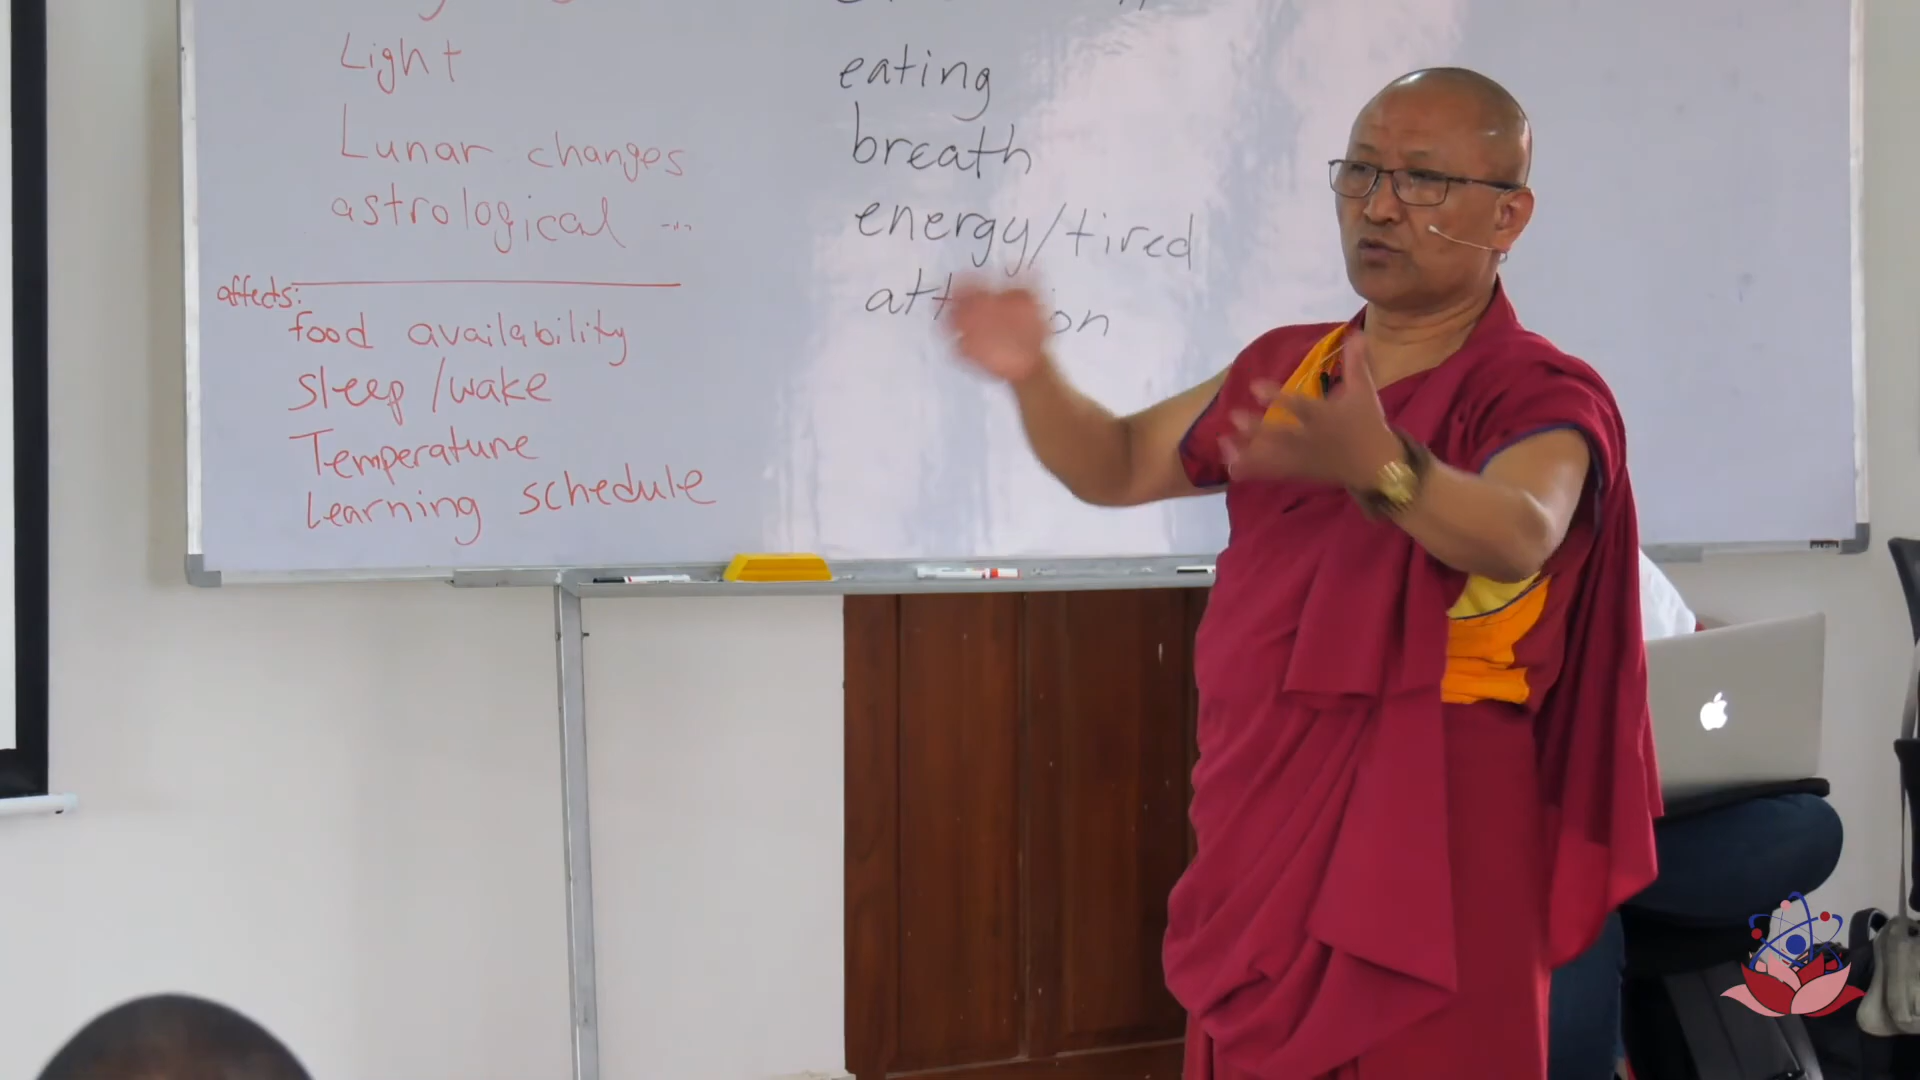 Light
Lunar changes
astrological ...
affects:
food availability
sleep/wake
Temperature
Learning schedule
eating
breath
energy/tired